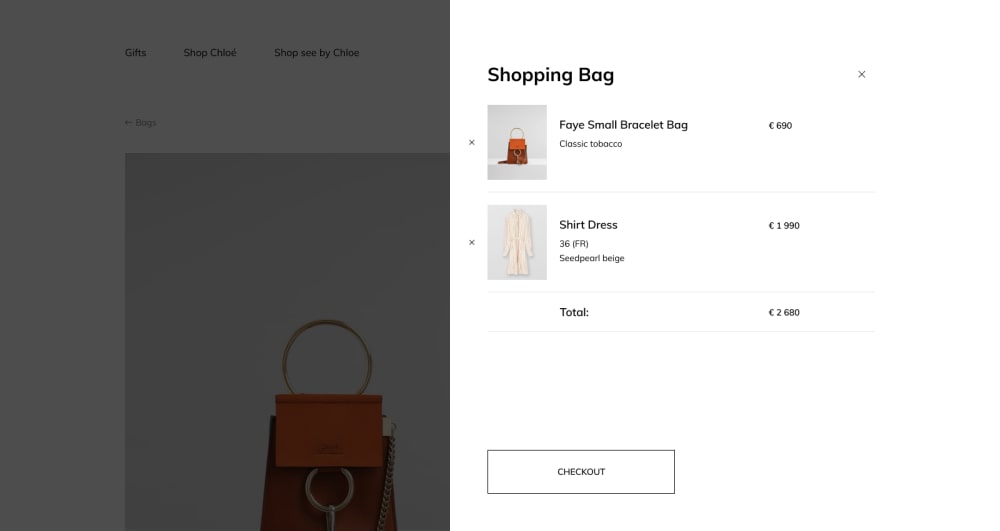 Gifts Shop Chloé Shop see by Chloe
← Bags
Shopping Bag
Faye Small Bracelet Bag € 690
Classic tobacco
Shirt Dress € 1 990
36 (FR)
Seedpearl beige
Total: € 2 680
CHECKOUT